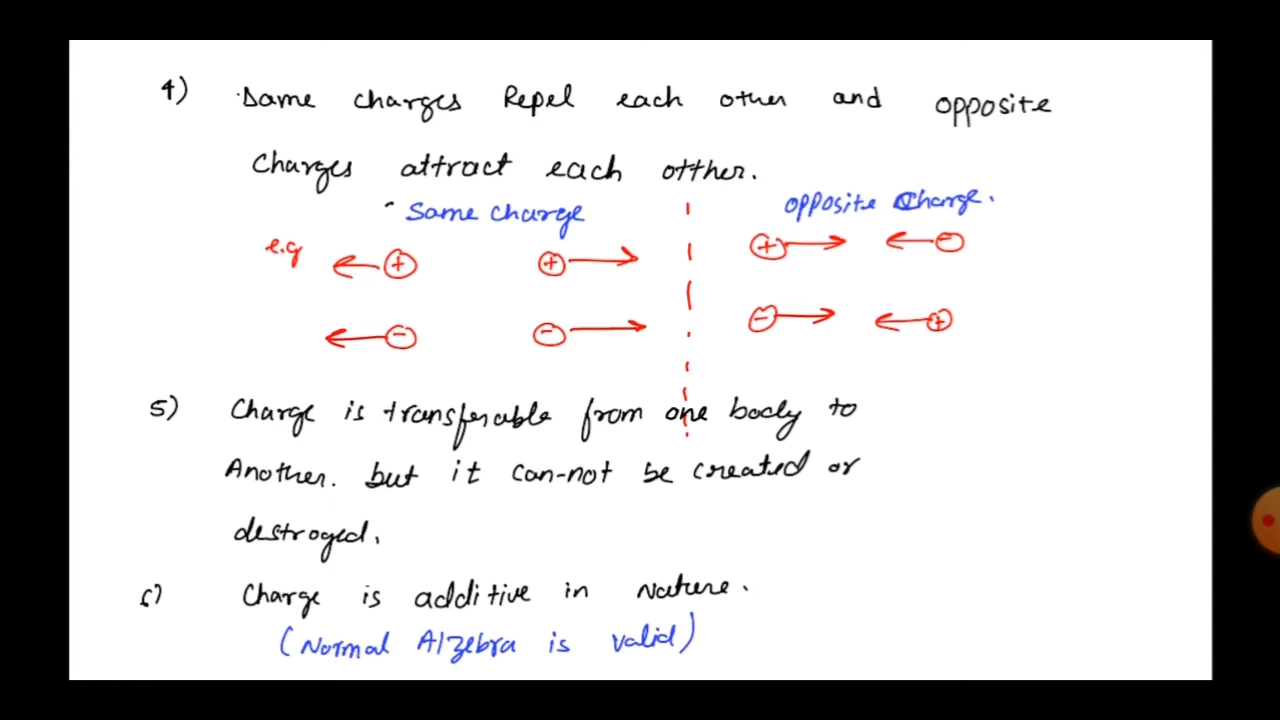 4) Same charges Repel each other and opposite
charges attract each otther.
Same charge
opposite Charge.
e.g
+ + + -
- - - +
5) Charge is transferable from one body to
Another. but it can-not be created or
destroyed.
6) Charge is additive in Nature.
(Normal Alzebra is valid)